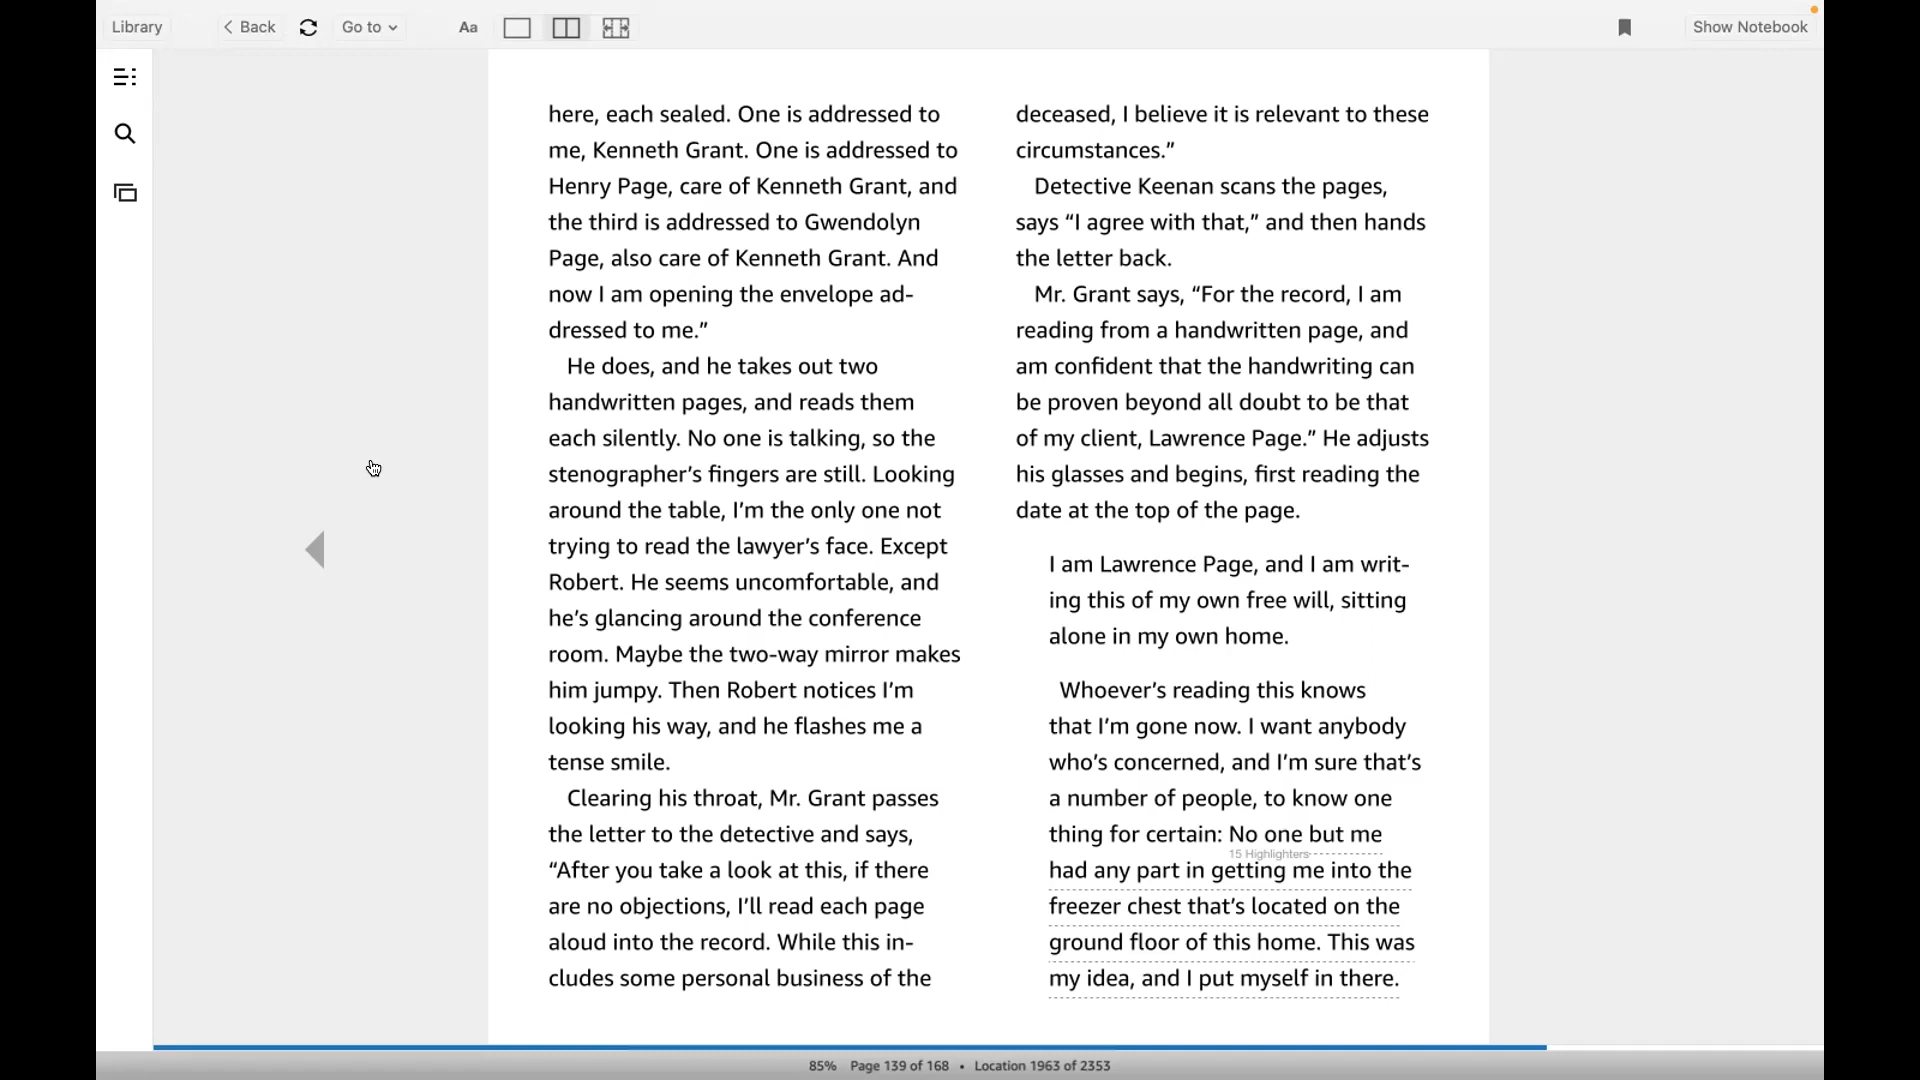 Library
Back
Go to
Aa
Show Notebook
here, each sealed. One is addressed to
me, Kenneth Grant. One is addressed to
Henry Page, care of Kenneth Grant, and
the third is addressed to Gwendolyn
Page, also care of Kenneth Grant. And
now I am opening the envelope ad-
dressed to me.”
He does, and he takes out two
handwritten pages, and reads them
each silently. No one is talking, so the
stenographer’s fingers are still. Looking
around the table, I’m the only one not
trying to read the lawyer’s face. Except
Robert. He seems uncomfortable, and
he’s glancing around the conference
room. Maybe the two-way mirror makes
him jumpy. Then Robert notices I’m
looking his way, and he flashes me a
tense smile.
Clearing his throat, Mr. Grant passes
the letter to the detective and says,
“After you take a look at this, if there
are no objections, I’ll read each page
aloud into the record. While this in-
cludes some personal business of the
deceased, I believe it is relevant to these
circumstances.”
Detective Keenan scans the pages,
says “I agree with that,” and then hands
the letter back.
Mr. Grant says, “For the record, I am
reading from a handwritten page, and
am confident that the handwriting can
be proven beyond all doubt to be that
of my client, Lawrence Page.” He adjusts
his glasses and begins, first reading the
date at the top of the page.
I am Lawrence Page, and I am writ-
ing this of my own free will, sitting
alone in my own home.
Whoever’s reading this knows
that I’m gone now. I want anybody
who’s concerned, and I’m sure that’s
a number of people, to know one
thing for certain: No one but me
15 Highlighters
had any part in getting me into the
freezer chest that’s located on the
ground floor of this home. This was
my idea, and I put myself in there.
85% Page 139 of 168 • Location 1963 of 2353